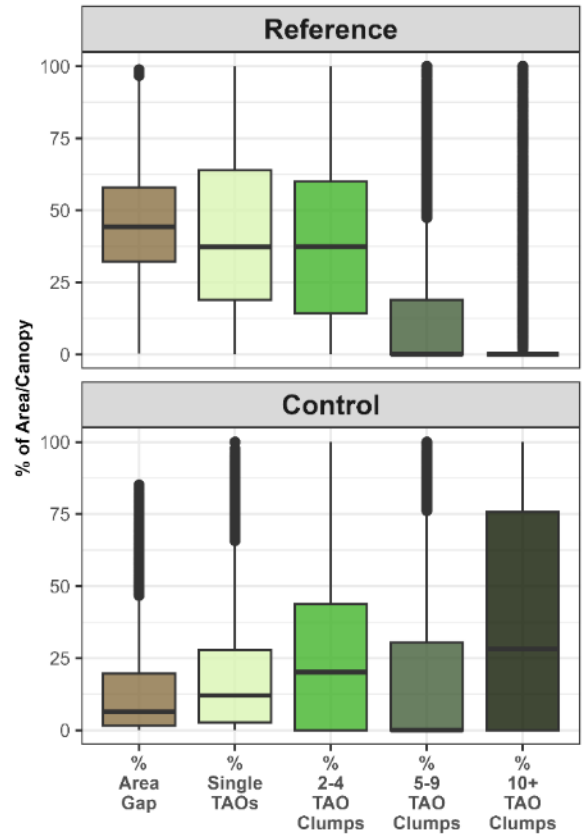 Reference
100
75
50
25
0
Control
100
75
50
25
0
% of Area/Canopy
%
Area
Gap
%
Single
TAOs
%
2-4
TAO
Clumps
%
5-9
TAO
Clumps
%
10+
TAO
Clumps